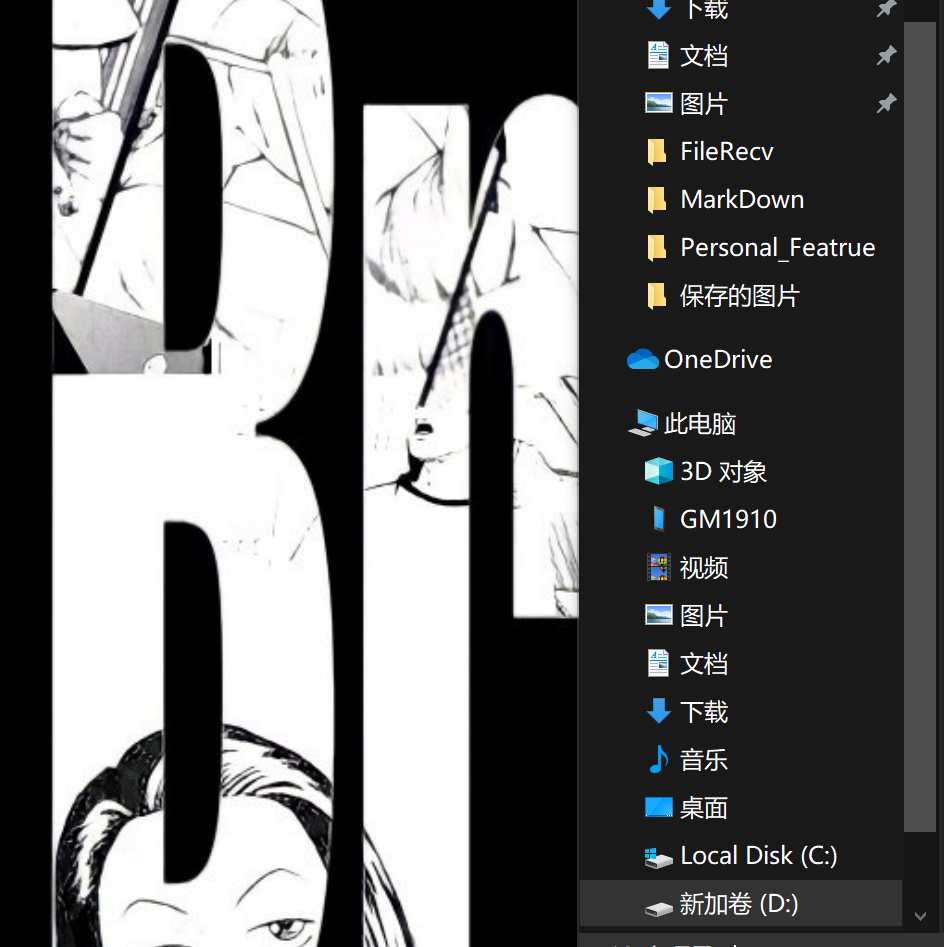 下载
文档
图片
FileRecv
MarkDown
Personal_Featrue
保存的图片
OneDrive
此电脑
3D 对象
GM1910
视频
图片
文档
下载
音乐
桌面
Local Disk (C:)
新加卷 (D:)